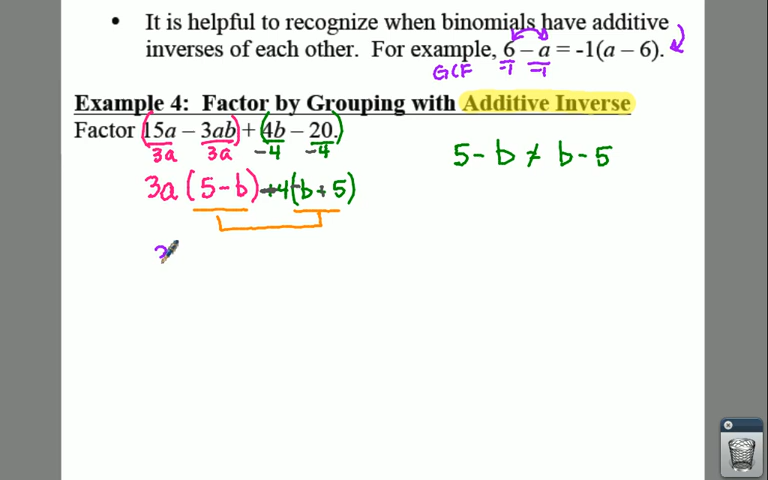 • It is helpful to recognize when binomials have additive
inverses of each other. For example, 6 – a = -1(a – 6).
GCF -1 -1
Example 4: Factor by Grouping with Additive Inverse
Factor (15a – 3ab) + (4b – 20.)
3a 3a -4 -4
5 - b ≠ b - 5
3a (5 - b) -4(-b + 5)